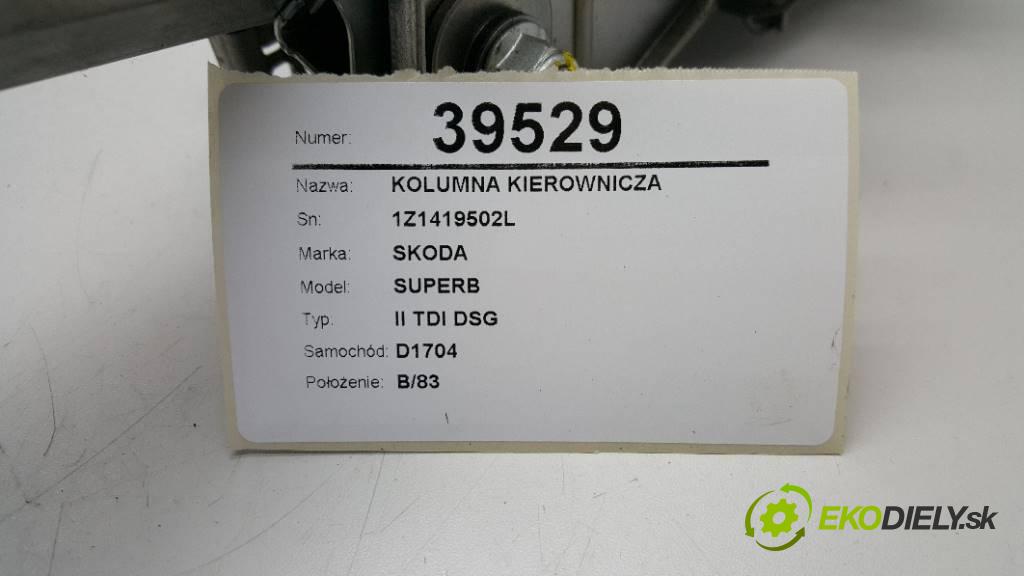 Numer: 39529
Nazwa: KOLUMNA KIEROWNICZA
Sn: 1Z1419502L
Marka: SKODA
Model: SUPERB
Typ. II TDI DSG
Samochód: D1704
Położenie: B/83
EKODIELY.sk